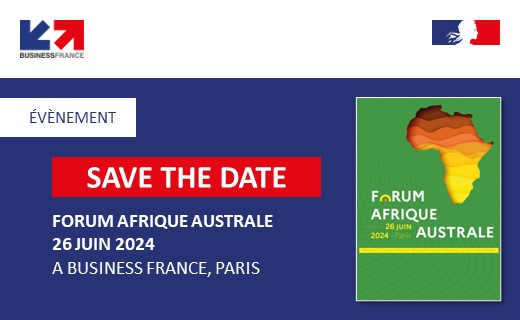 BUSINESSFRANCE
ÉVÈNEMENT
SAVE THE DATE
FORUM AFRIQUE AUSTRALE
26 JUIN 2024
A BUSINESS FRANCE, PARIS
FORUM
AFRIQUE
26 JUIN
2024 Paris
AUSTRALE